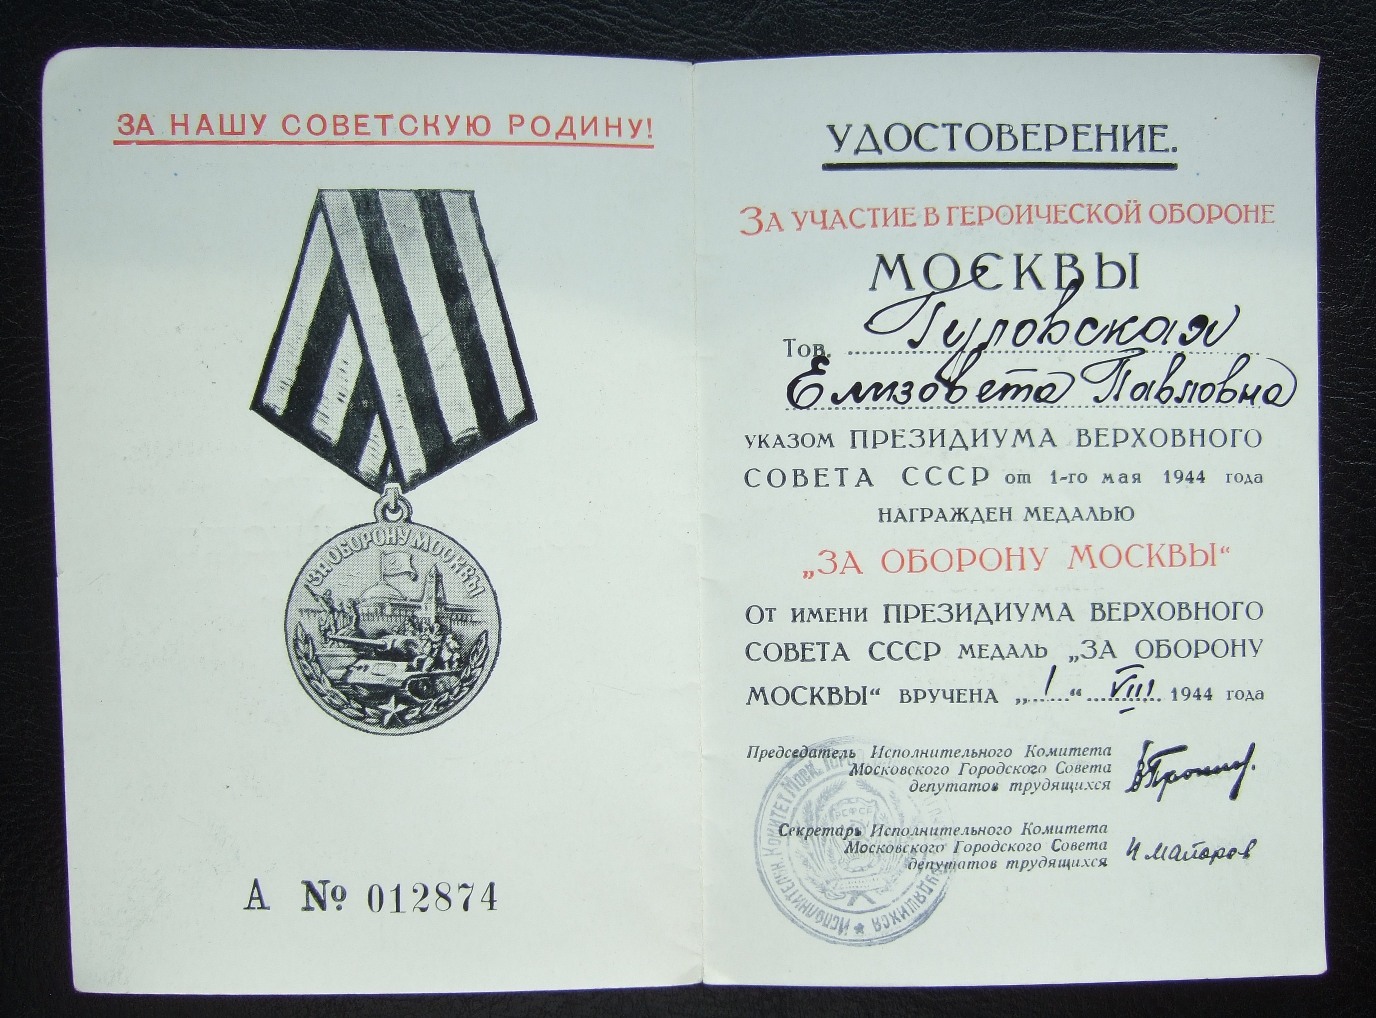 ЗА НАШУ СОВЕТСКУЮ РОДИНУ!
ЗА ОБОРОНУ МОСКВЫ
А № 012874
УДОСТОВЕРЕНИЕ.
ЗА УЧАСТИЕ В ГЕРОИЧЕСКОЙ ОБОРОНЕ
МОСКВЫ
Тов. Гуловская
Елизовета Павловна
УКАЗОМ ПРЕЗИДИУМА ВЕРХОВНОГО
СОВЕТА СССР от 1-го мая 1944 года
НАГРАЖДЕН МЕДАЛЬЮ
„ЗА ОБОРОНУ МОСКВЫ“
ОТ ИМЕНИ ПРЕЗИДИУМА ВЕРХОВНОГО
СОВЕТА СССР МЕДАЛЬ „ЗА ОБОРОНУ
МОСКВЫ“ ВРУЧЕНА „1“ VIII 1944 года
Председатель Исполнительного Комитета
Московского Городского Совета
депутатов трудящихся
В Пронин.
Секретарь Исполнительного Комитета
Московского Городского Совета
депутатов трудящихся
И Майоров